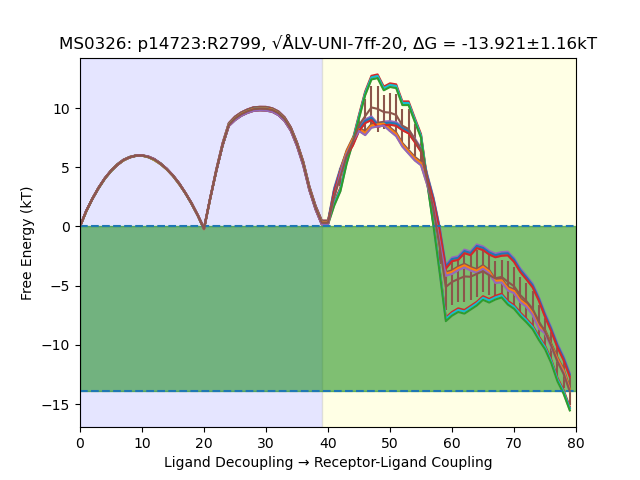 MS0326: p14723:R2799, √ÅLV-UNI-7ff-20, ΔG = -13.921±1.16kT
10
5
0
−5
−10
−15
Free Energy (kT)
0 10 20 30 40 50 60 70 80
Ligand Decoupling → Receptor-Ligand Coupling